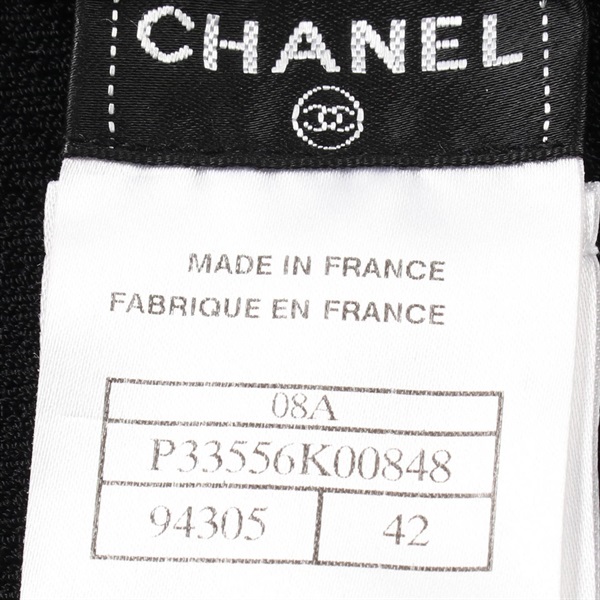 CHANEL
MADE IN FRANCE
FABRIQUE EN FRANCE
08A
P33556K00848
94305 42